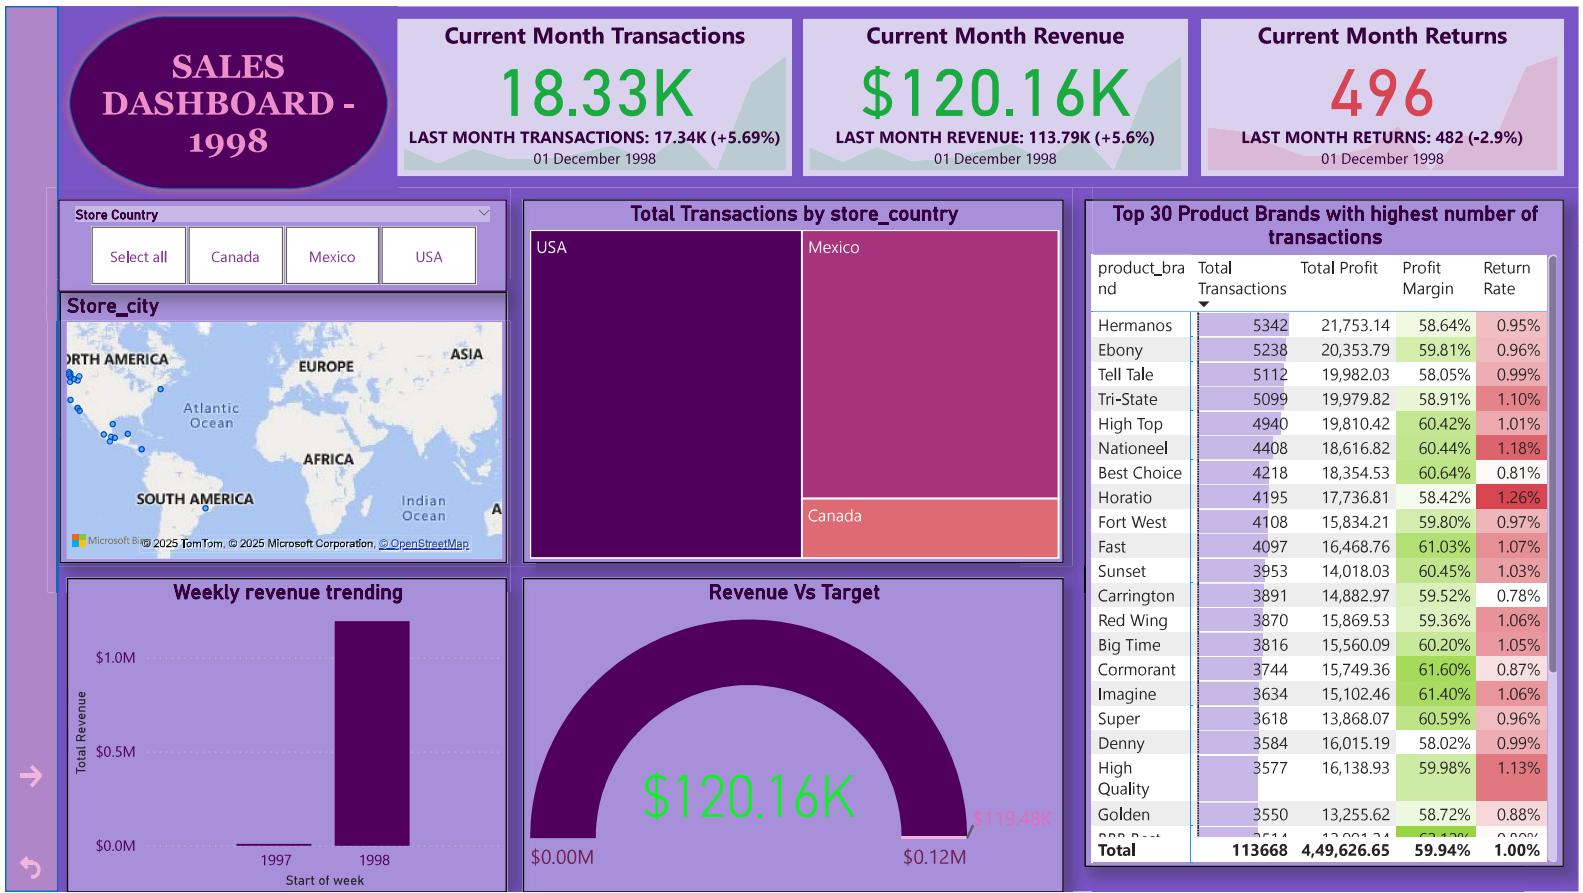 SALES
DASHBOARD -
1998
Current Month Transactions
18.33K
LAST MONTH TRANSACTIONS: 17.34K (+5.69%)
01 December 1998
Current Month Revenue
$120.16K
LAST MONTH REVENUE: 113.79K (+5.6%)
01 December 1998
Current Month Returns
496
LAST MONTH RETURNS: 482 (-2.9%)
01 December 1998
Store Country
Select all Canada Mexico USA
Store_city
ORTH AMERICA
EUROPE
ASIA
Atlantic
Ocean
AFRICA
SOUTH AMERICA
Indian
Ocean
A
Microsoft Bi
© 2025 TomTom, © 2025 Microsoft Corporation, © OpenStreetMap
Total Transactions by store_country
USA
Mexico
Canada
Weekly revenue trending
Total Revenue
$1.0M
$0.5M
$0.0M
1997 1998
Start of week
Revenue Vs Target
$120.16K
$119.48K
$0.00M
$0.12M
Top 30 Product Brands with highest number of
transactions
product_bra Total Total Profit Profit Return
nd Transactions Margin Rate
Hermanos 5342 21,753.14 58.64% 0.95%
Ebony 5238 20,353.79 59.81% 0.96%
Tell Tale 5112 19,982.03 58.05% 0.99%
Tri-State 5099 19,979.82 58.91% 1.10%
High Top 4940 19,810.42 60.42% 1.01%
Nationeel 4408 18,616.82 60.44% 1.18%
Best Choice 4218 18,354.53 60.64% 0.81%
Horatio 4195 17,736.81 58.42% 1.26%
Fort West 4108 15,834.21 59.80% 0.97%
Fast 4097 16,468.76 61.03% 1.07%
Sunset 3953 14,018.03 60.45% 1.03%
Carrington 3891 14,882.97 59.52% 0.78%
Red Wing 3870 15,869.53 59.36% 1.06%
Big Time 3816 15,560.09 60.20% 1.05%
Cormorant 3744 15,749.36 61.60% 0.87%
Imagine 3634 15,102.46 61.40% 1.06%
Super 3618 13,868.07 60.59% 0.96%
Denny 3584 16,015.19 58.02% 0.99%
High 3577 16,138.93 59.98% 1.13%
Quality
Golden 3550 13,255.62 58.72% 0.88%
Total 113668 4,49,626.65 59.94% 1.00%